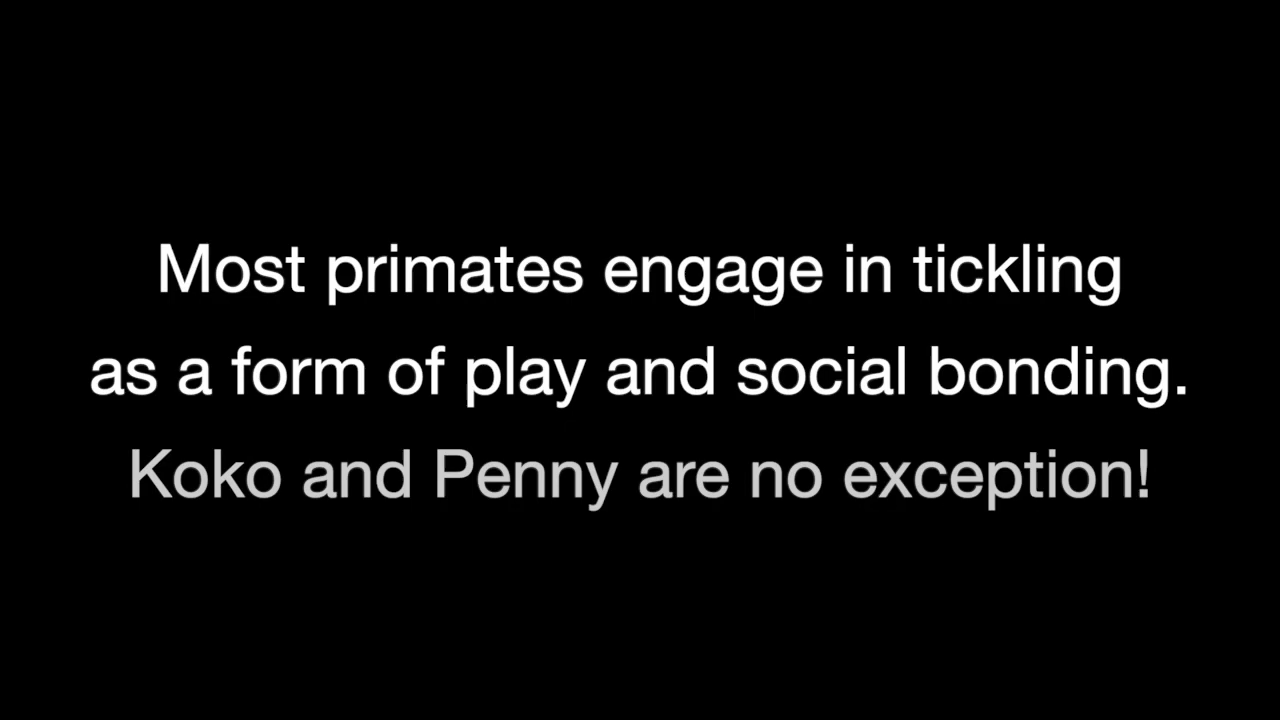 Most primates engage in tickling
as a form of play and social bonding.
Koko and Penny are no exception!